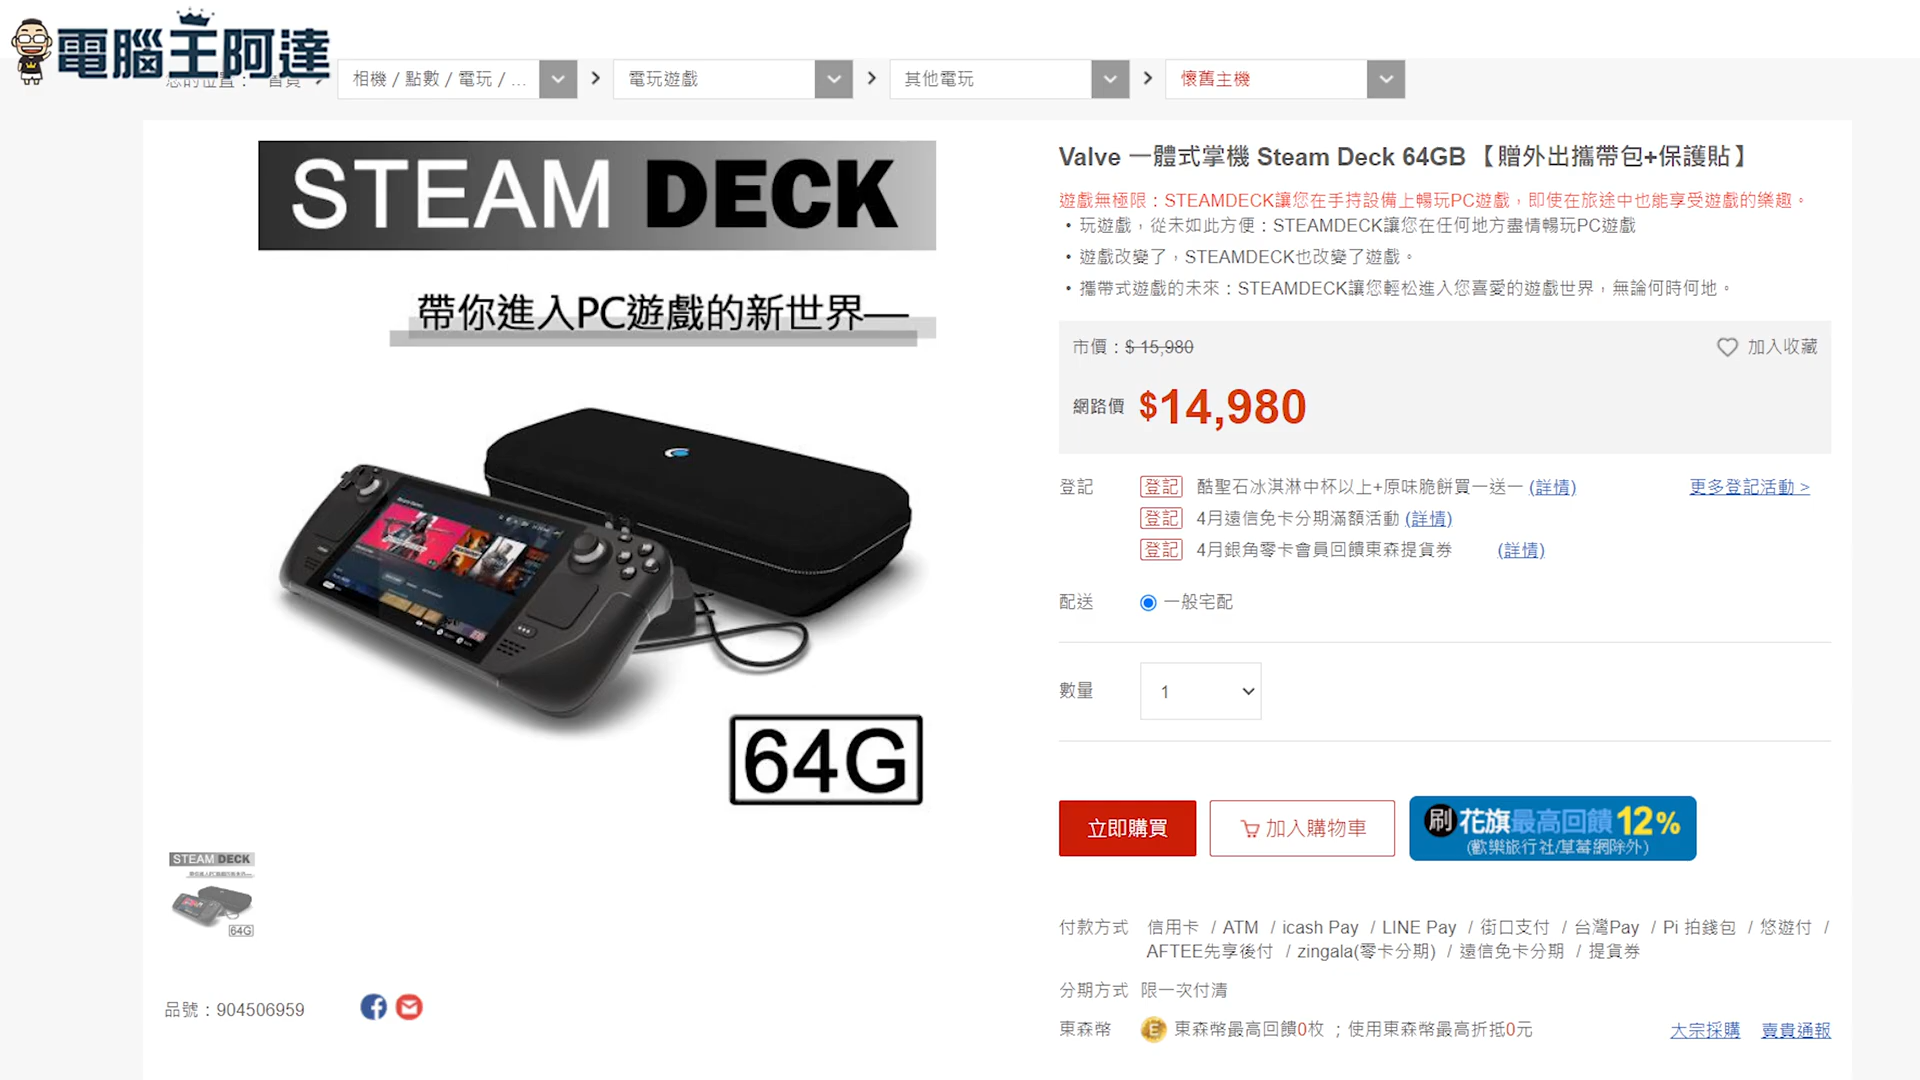 電腦王阿達
您的位置： 首頁
相機 / 點數 / 電玩 / ...
電玩遊戲
其他電玩
懷舊主機
STEAM DECK
帶你進入PC遊戲的新世界—
64G
Valve 一體式掌機 Steam Deck 64GB 【贈外出攜帶包+保護貼】
遊戲無極限：STEAMDECK讓您在手持設備上暢玩PC遊戲，即使在旅途中也能享受遊戲的樂趣。
• 玩遊戲，從未如此方便：STEAMDECK讓您在任何地方盡情暢玩PC遊戲
• 遊戲改變了，STEAMDECK也改變了遊戲。
• 攜帶式遊戲的未來：STEAMDECK讓您輕松進入您喜愛的遊戲世界，無論何時何地。
市價：$ 15,980
加入收藏
網路價 $14,980
登記
登記 酷聖石冰淇淋中杯以上+原味脆餅買一送一 (詳情)
更多登記活動 >
登記 4月遠信免卡分期滿額活動 (詳情)
登記 4月銀角零卡會員回饋東森提貨券 (詳情)
配送 一般宅配
數量 1
立即購買
加入購物車
刷 花旗最高回饋12%
(歡樂旅行社/草莓網除外)
STEAM DECK
帶你進入PC遊戲的新世界—
64G
付款方式 信用卡 / ATM / icash Pay / LINE Pay / 街口支付 / 台灣Pay / Pi 拍錢包 / 悠遊付 /
AFTEE先享後付 / zingala(零卡分期) / 遠信免卡分期 / 提貨券
分期方式 限一次付清
品號：904506959
東森幣 東森幣最高回饋0枚 ；使用東森幣最高折抵0元
大宗採購
賣貴通報